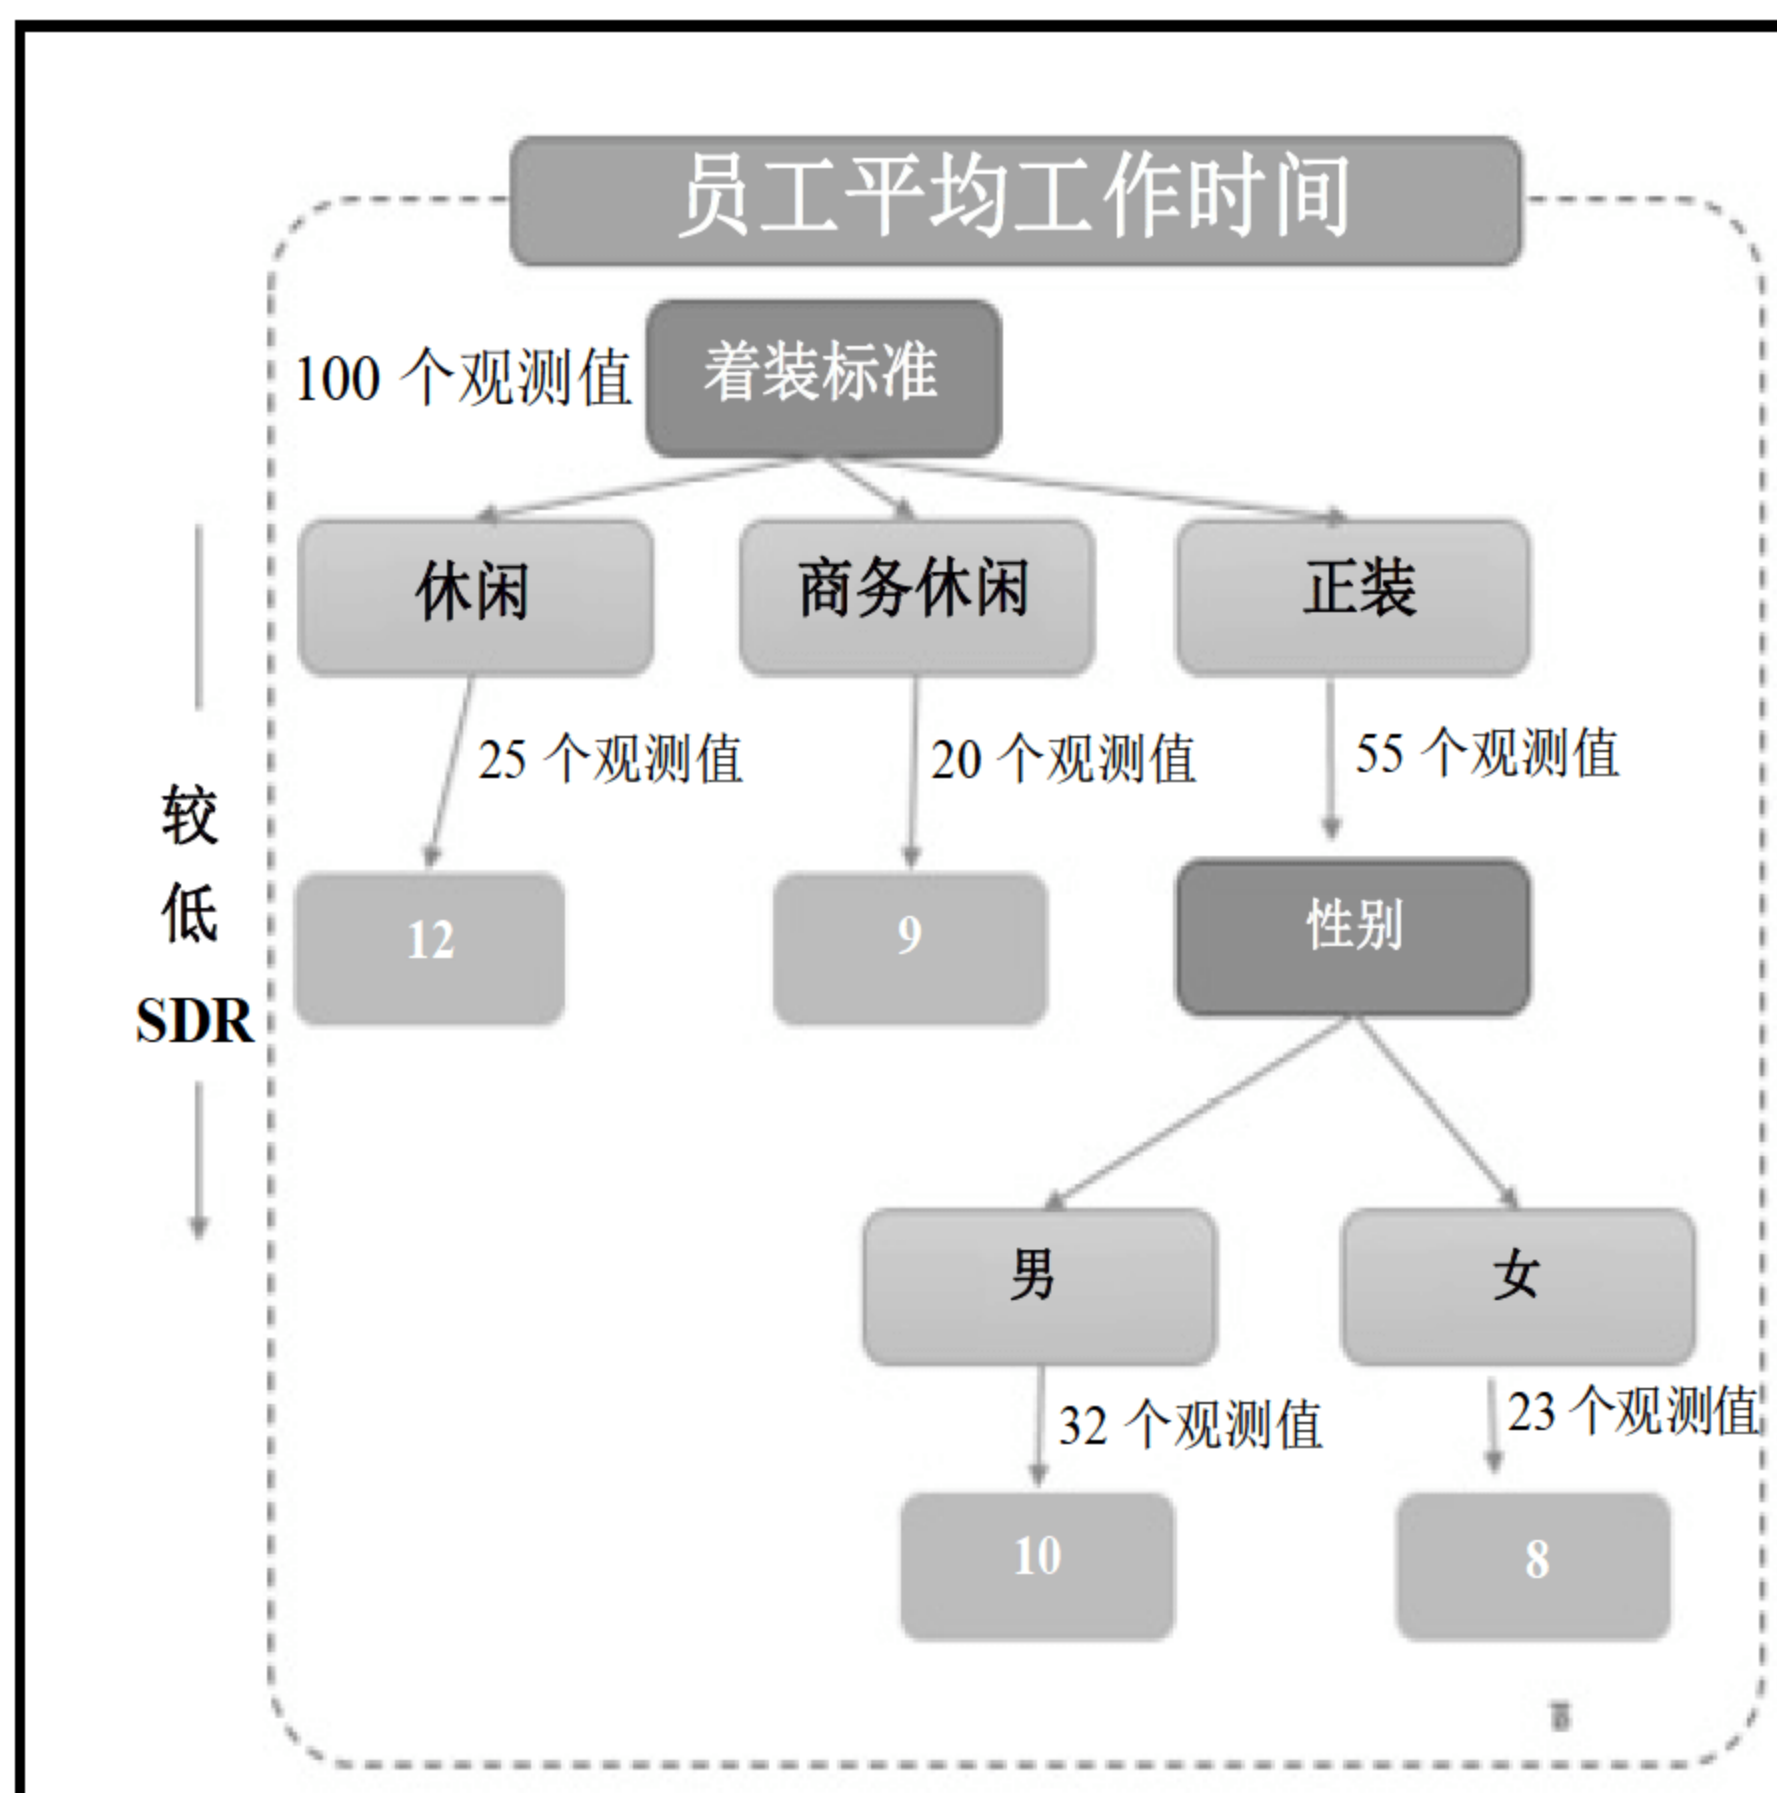 员工平均工作时间
100 个观测值
着装标准
休闲
商务休闲
正装
25 个观测值
20 个观测值
55 个观测值
较
低
SDR
12
9
性别
男
女
32 个观测值
23 个观测值
10
8